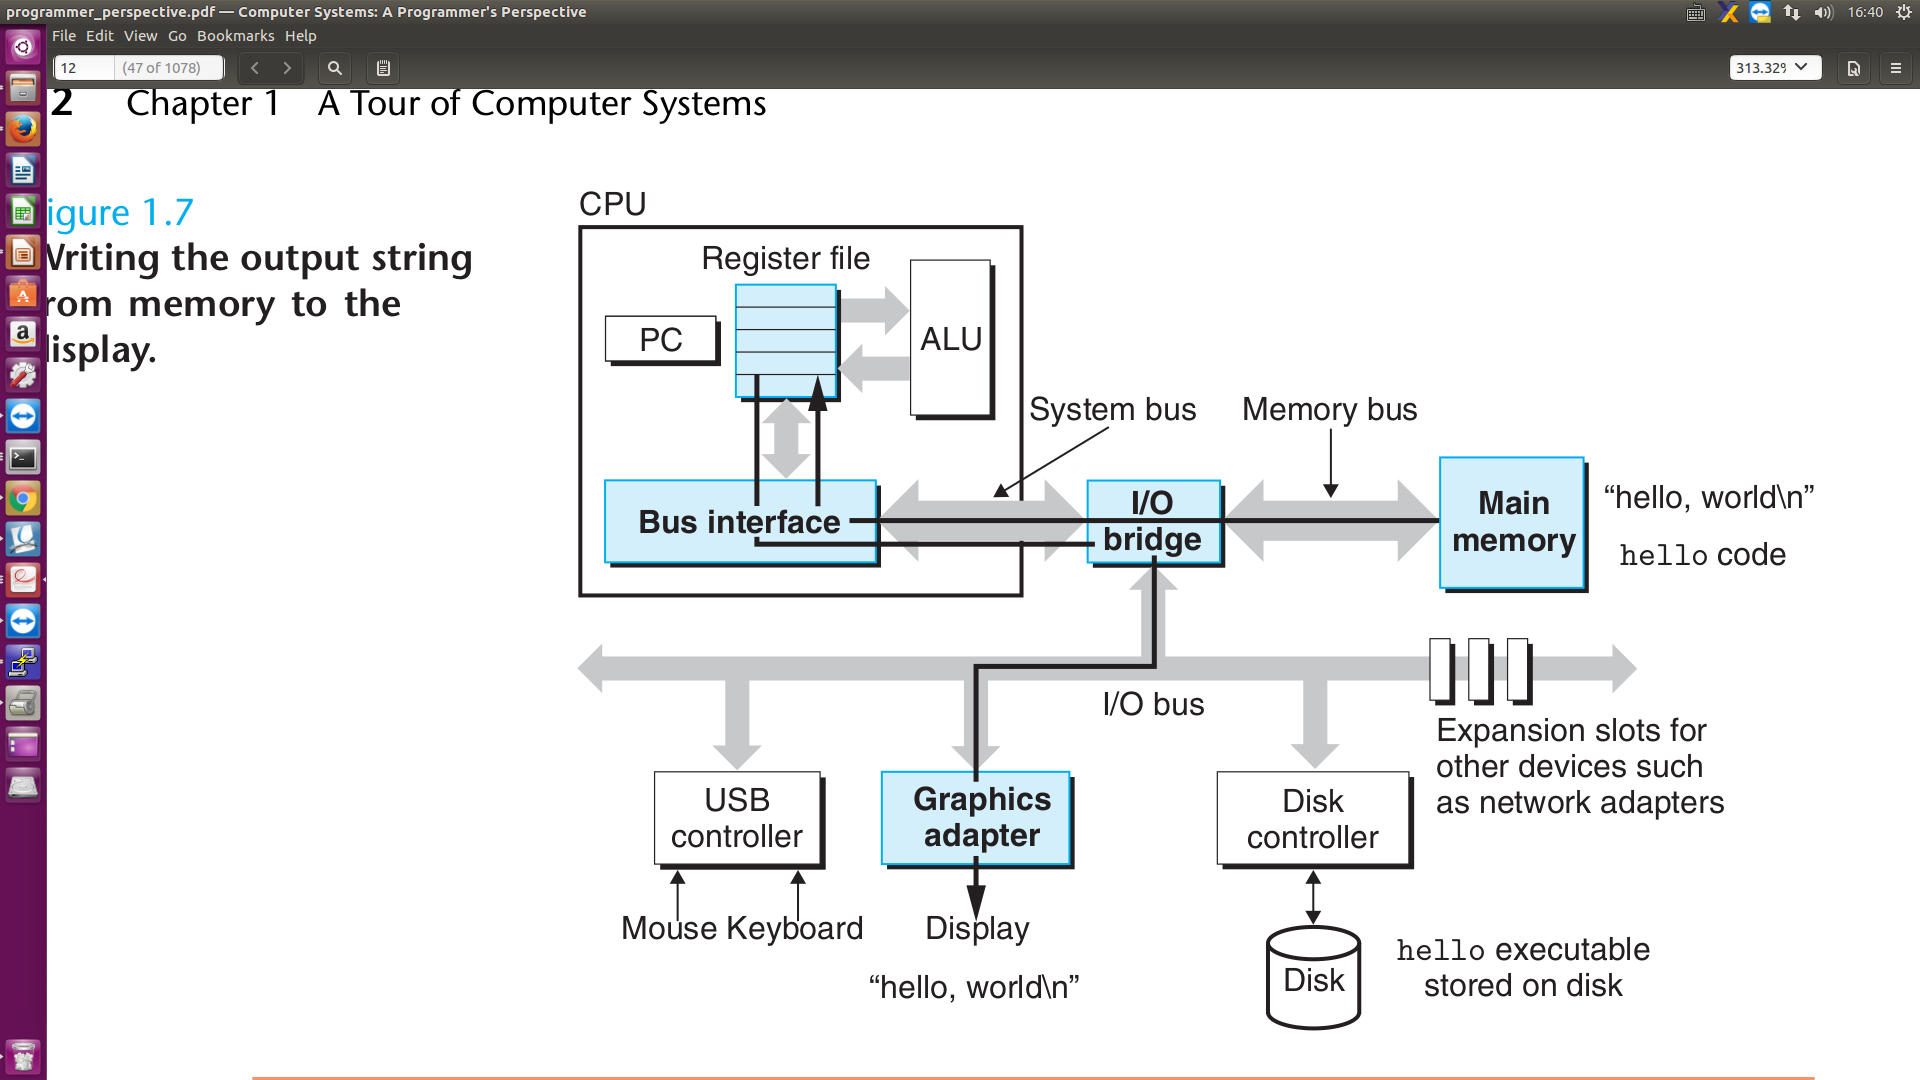 programmer_perspective.pdf — Computer Systems: A Programmer's Perspective
16:40
File Edit View Go Bookmarks Help
12 (47 of 1078)
313.32%
2 Chapter 1 A Tour of Computer Systems
igure 1.7
Writing the output string
rom memory to the
display.
CPU
Register file
PC
ALU
System bus
Memory bus
Bus interface
I/O
bridge
Main
memory
“hello, world\n”
hello code
I/O bus
Expansion slots for
other devices such
as network adapters
USB
controller
Graphics
adapter
Disk
controller
Mouse Keyboard
Display
“hello, world\n”
Disk
hello executable
stored on disk